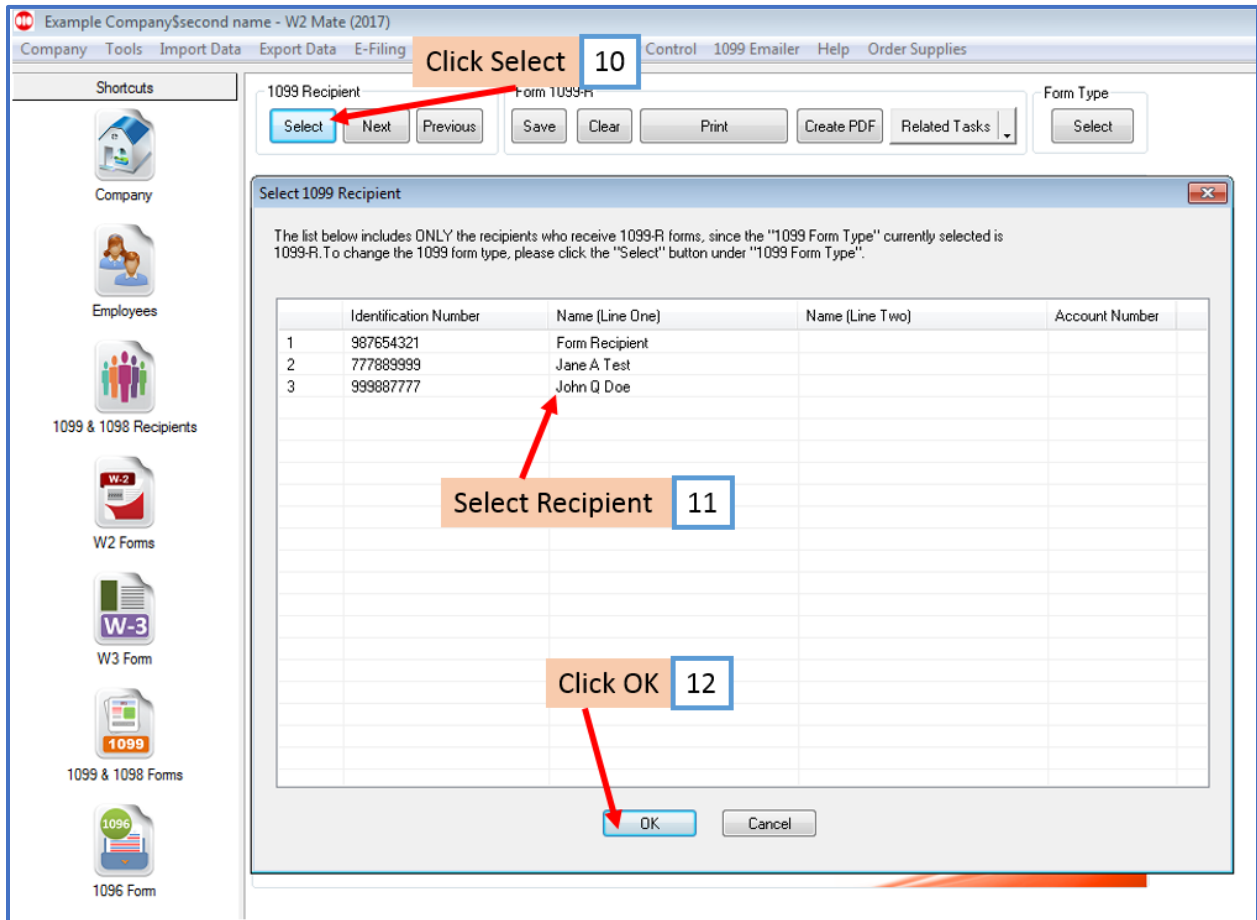 Example Company$second name - W2 Mate (2017)
Company Tools Import Data Export Data E-Filing Control 1099 Emailer Help Order Supplies
Click Select 10
Shortcuts
Company
Employees
1099 & 1098 Recipients
W-2
W2 Forms
W-3
W3 Form
1099
1099 & 1098 Forms
1096
1096 Form
1099 Recipient
Select Next Previous
Form 1099-R
Save Clear Print Create PDF Related Tasks
Form Type
Select
Select 1099 Recipient
The list below includes ONLY the recipients who receive 1099-R forms, since the "1099 Form Type" currently selected is
1099-R.To change the 1099 form type, please click the "Select" button under "1099 Form Type".
Identification Number Name (Line One) Name (Line Two) Account Number
1 987654321 Form Recipient
2 777889999 Jane A Test
3 999887777 John Q Doe
Select Recipient 11
Click OK 12
OK Cancel